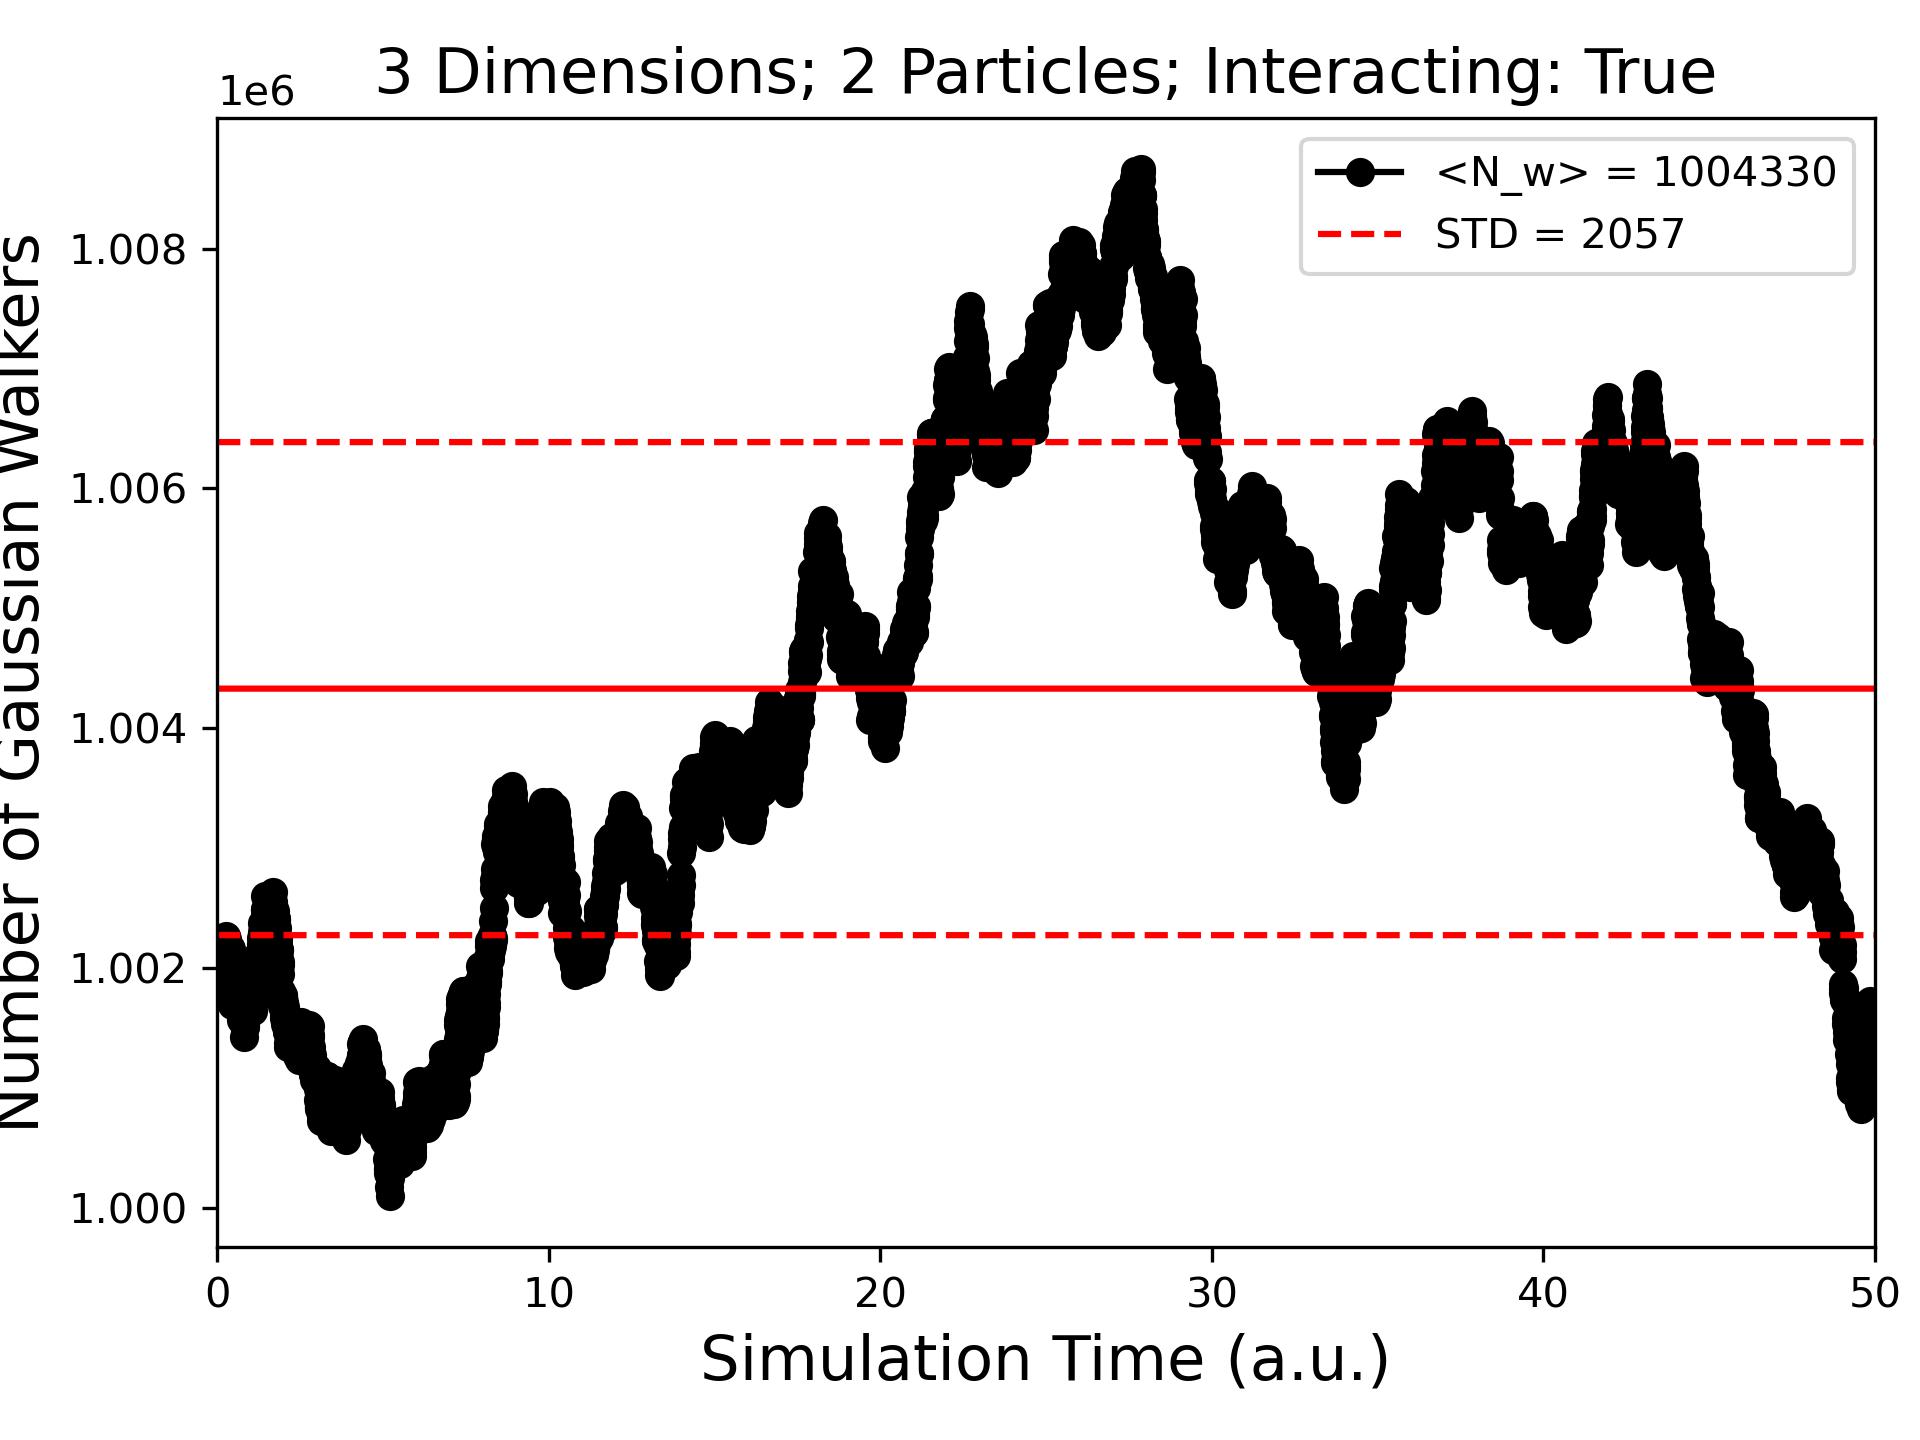 3 Dimensions; 2 Particles; Interacting: True
1e6
<N_w> = 1004330
STD = 2057
Number of Gaussian Walkers
1.008
1.006
1.004
1.002
1.000
0 10 20 30 40 50
Simulation Time (a.u.)